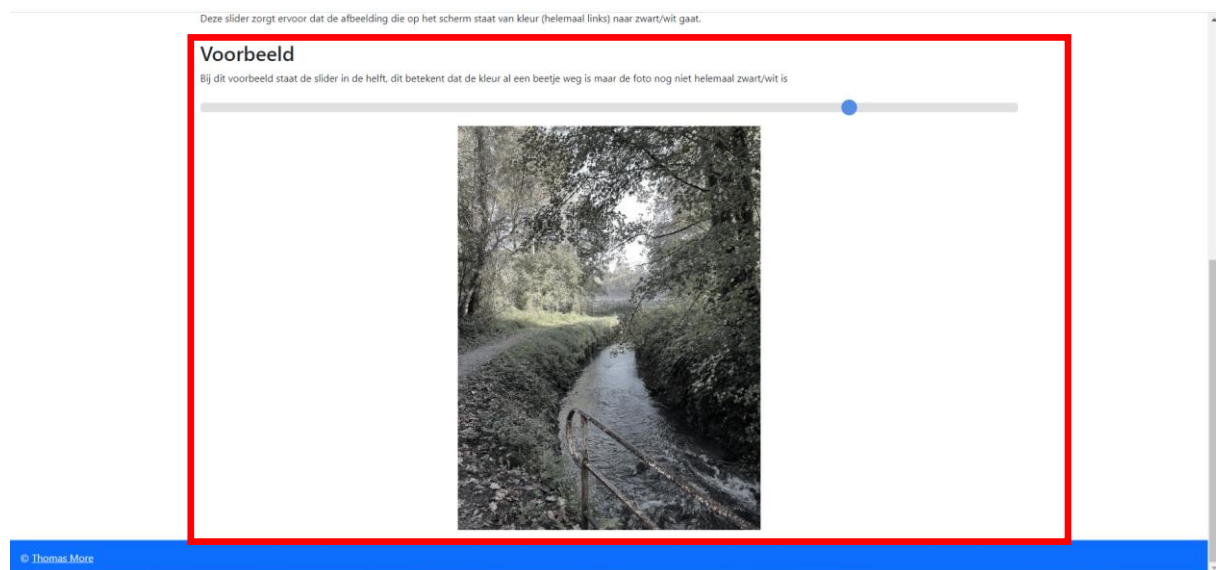 Deze slider zorgt ervoor dat de afbeelding die op het scherm staat van kleur (helemaal links) naar zwart/wit gaat.
Voorbeeld
Bij dit voorbeeld staat de slider in de helft, dit betekent dat de kleur al een beetje weg is maar de foto nog niet helemaal zwart/wit is
© Thomas More